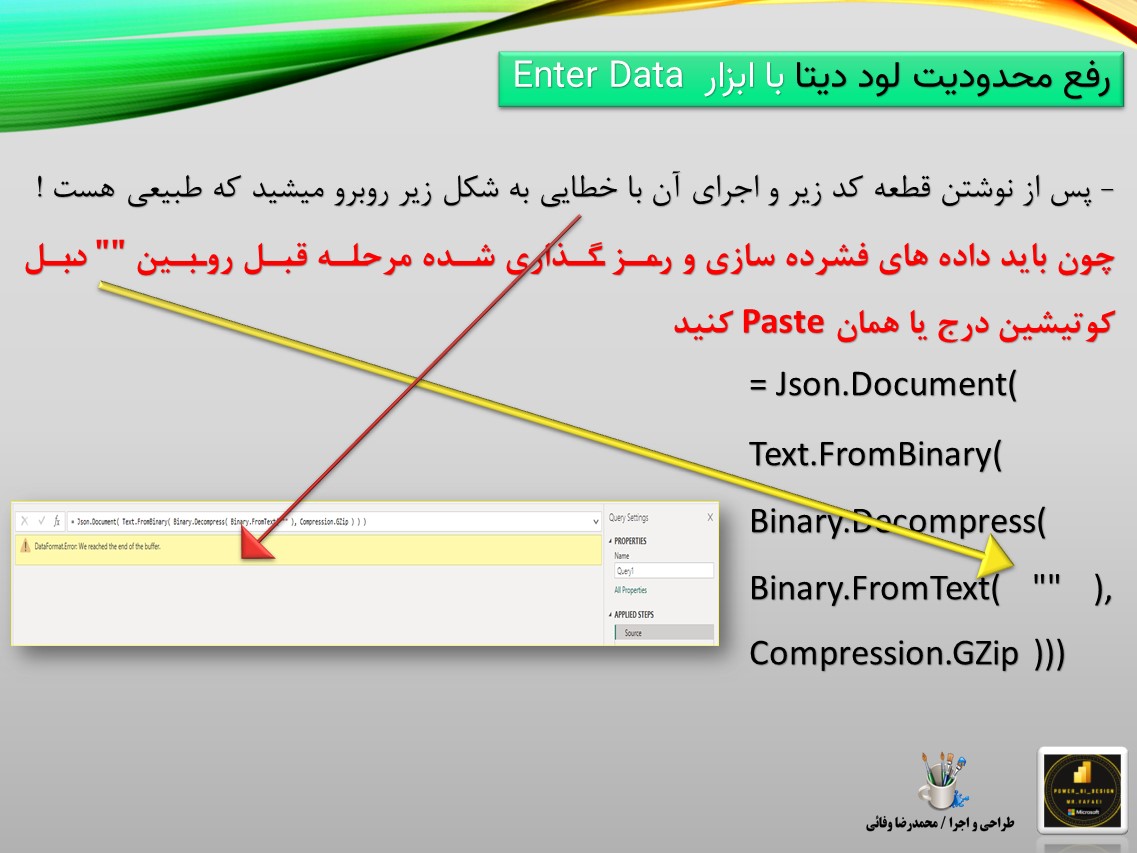 رفع محدودیت لود دیتا با ابزار Enter Data
- پس از نوشتن قطعه کد زیر و اجرای آن با خطایی به شکل زیر روبرو میشید که طبیعی هست !
چون باید داده های فشرده سازی و رمز گذاری شده مرحله قبل روبین "" دبل
کوتیشین درج یا همان Paste کنید
= Json.Document(
Text.FromBinary(
Binary.Decompress(
Binary.FromText( "" ),
Compression.GZip )))
fx = Json.Document( Text.FromBinary( Binary.Decompress( Binary.FromText( "" ), Compression.GZip ) ) )
DataFormat.Error: We reached the end of the buffer.
Query Settings X
PROPERTIES
Name
Query1
All Properties
APPLIED STEPS
Source
طراحی و اجرا / محمدرضا وفائی
POWER_BI_DESIGN
MR.VAFAEI
Microsoft